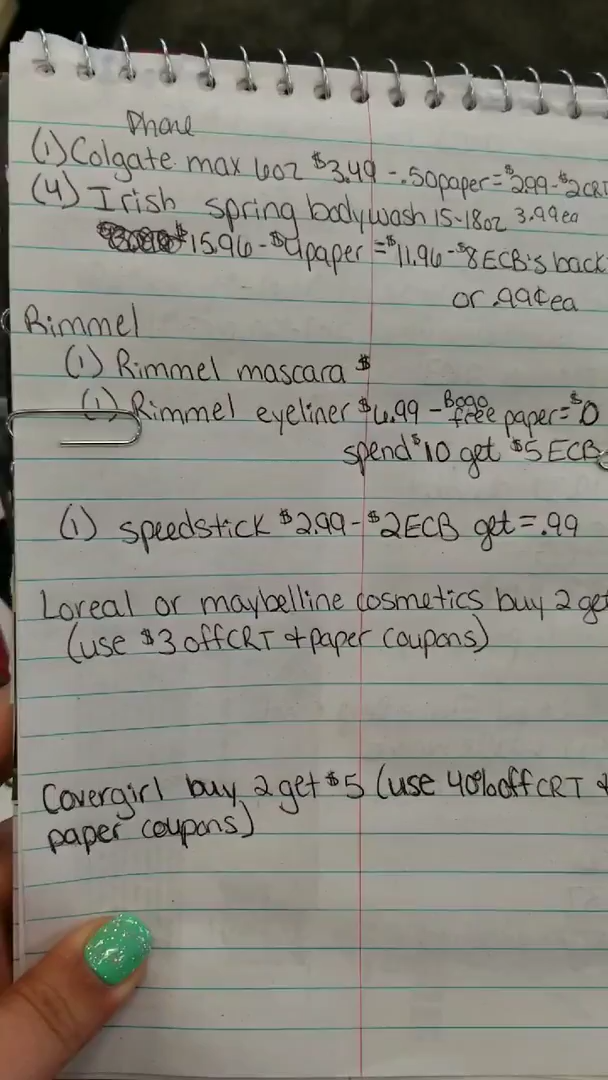 Phone
(1) Colgate max 6oz $3.49 - .50paper = $2.99 - $2CRT
(4) Irish spring bodywash 15-18oz 3.99ea
$15.96 - $4paper = $11.96 - $8ECB's back
or .99¢ea
Rimmel
(1) Rimmel mascara $
(1) Rimmel eyeliner $6.99 - Bogo free paper = $0
spend $10 get $5 ECB
(1) speedstick $2.99 - $2ECB get = .99
Loreal or maybelline cosmetics buy 2 get
(use $3 off CRT + paper coupons)
Covergirl buy 2 get $5 (use 40% off CRT +
paper coupons)